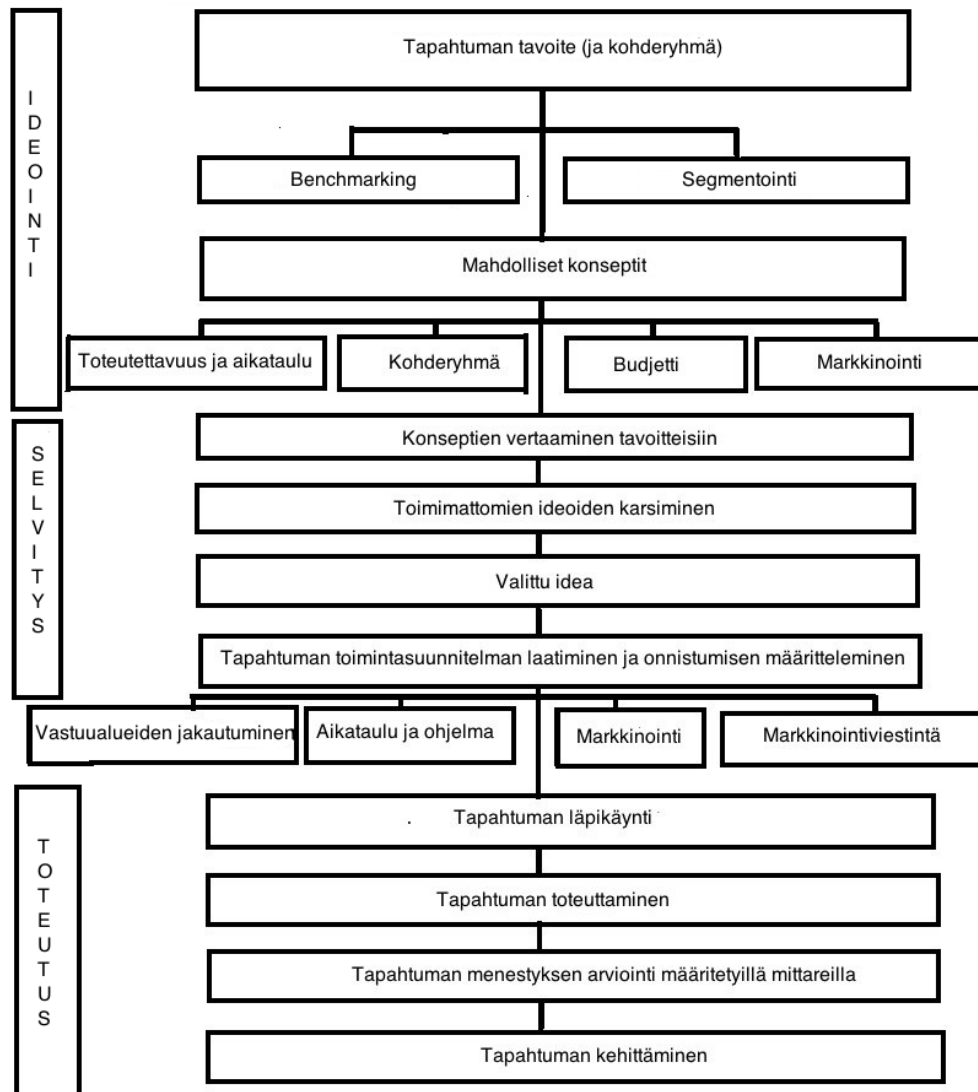 IDEOINTI
Tapahtuman tavoite (ja kohderyhmä)
Benchmarking
Segmentointi
Mahdolliset konseptit
Toteutettavuus ja aikataulu
Kohderyhmä
Budjetti
Markkinointi
SELVITYS
Konseptien vertaaminen tavoitteisiin
Toimimattomien ideoiden karsiminen
Valittu idea
Tapahtuman toimintasuunnitelman laatiminen ja onnistumisen määritteleminen
Vastuualueiden jakautuminen
Aikataulu ja ohjelma
Markkinointi
Markkinointiviestintä
TOTEUTUS
Tapahtuman läpikäynti
Tapahtuman toteuttaminen
Tapahtuman menestyksen arviointi määritetyillä mittareilla
Tapahtuman kehittäminen